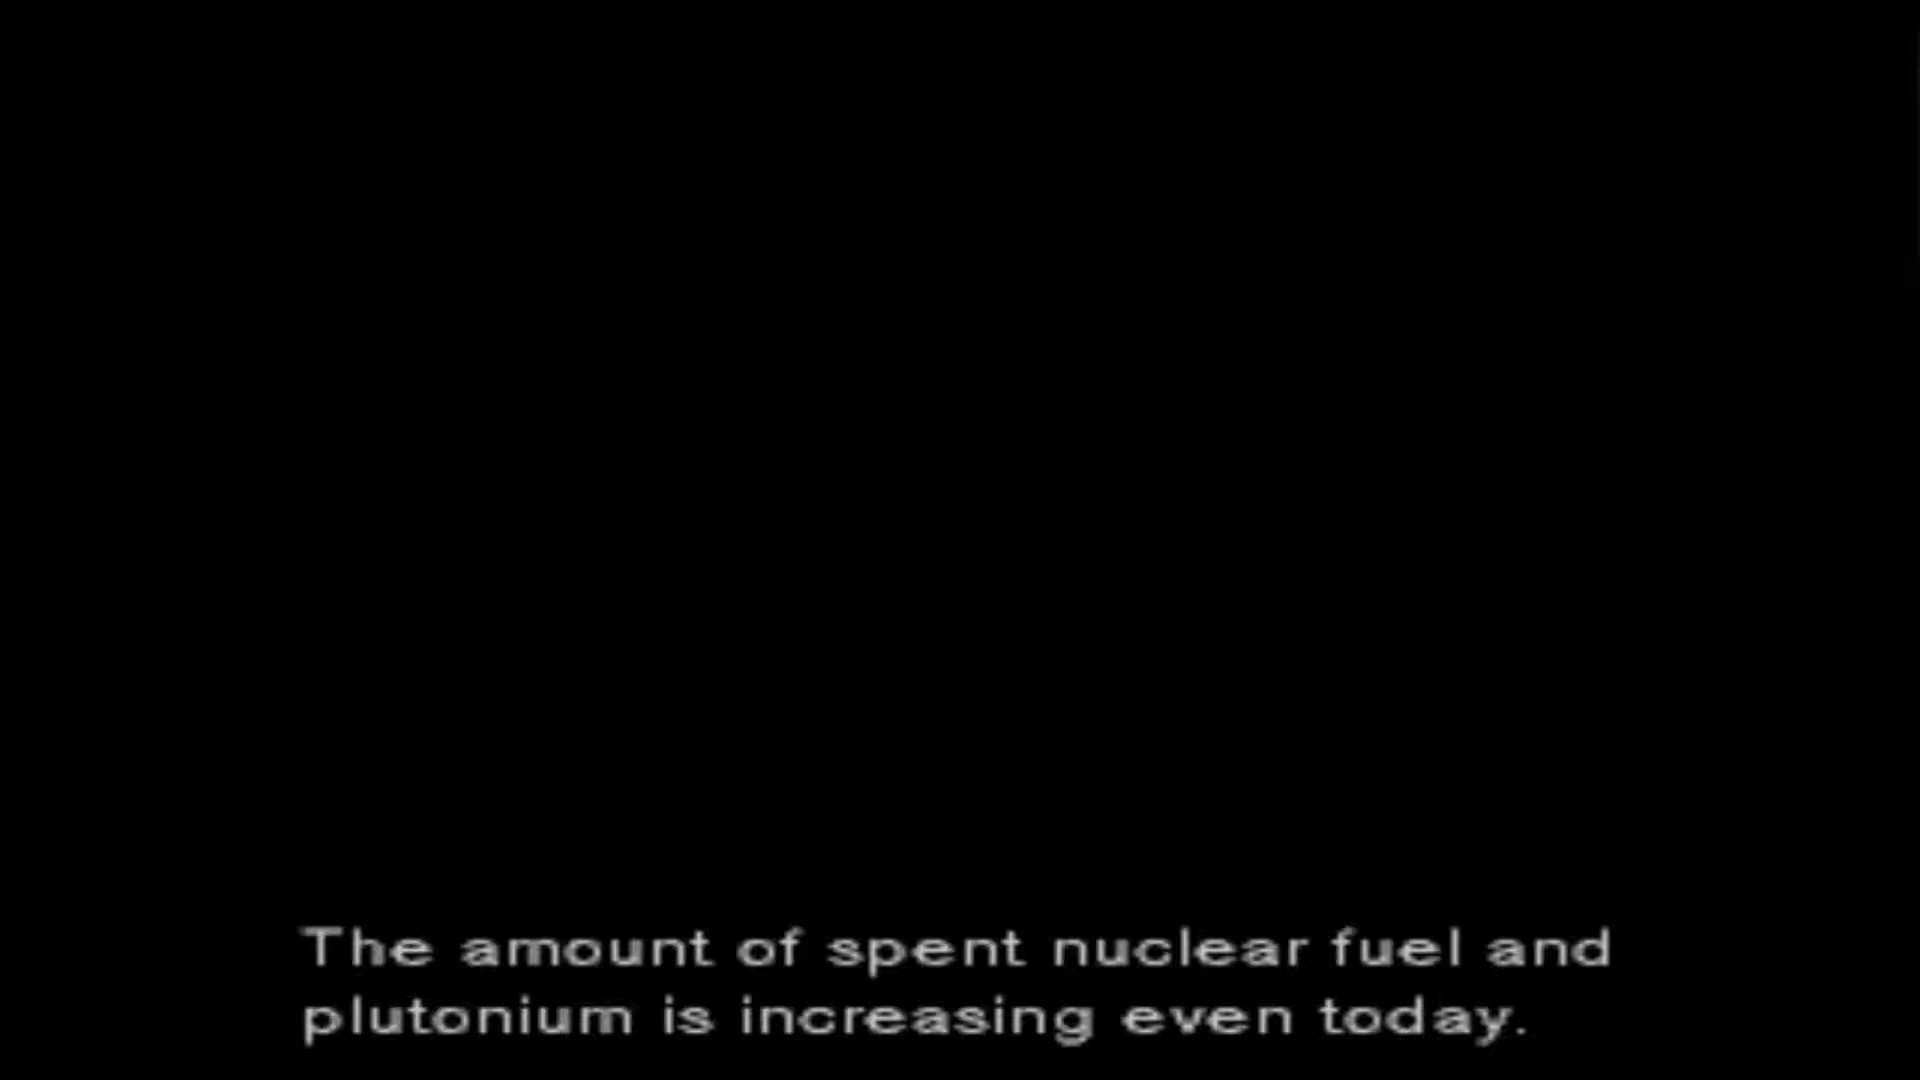 The amount of spent nuclear fuel and
plutonium is increasing even today.